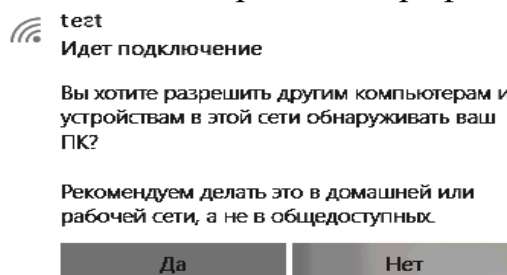 test
Идет подключение
Вы хотите разрешить другим компьютерам и
устройствам в этой сети обнаруживать ваш
ПК?
Рекомендуем делать это в домашней или
рабочей сети, а не в общедоступных.
Да
Нет